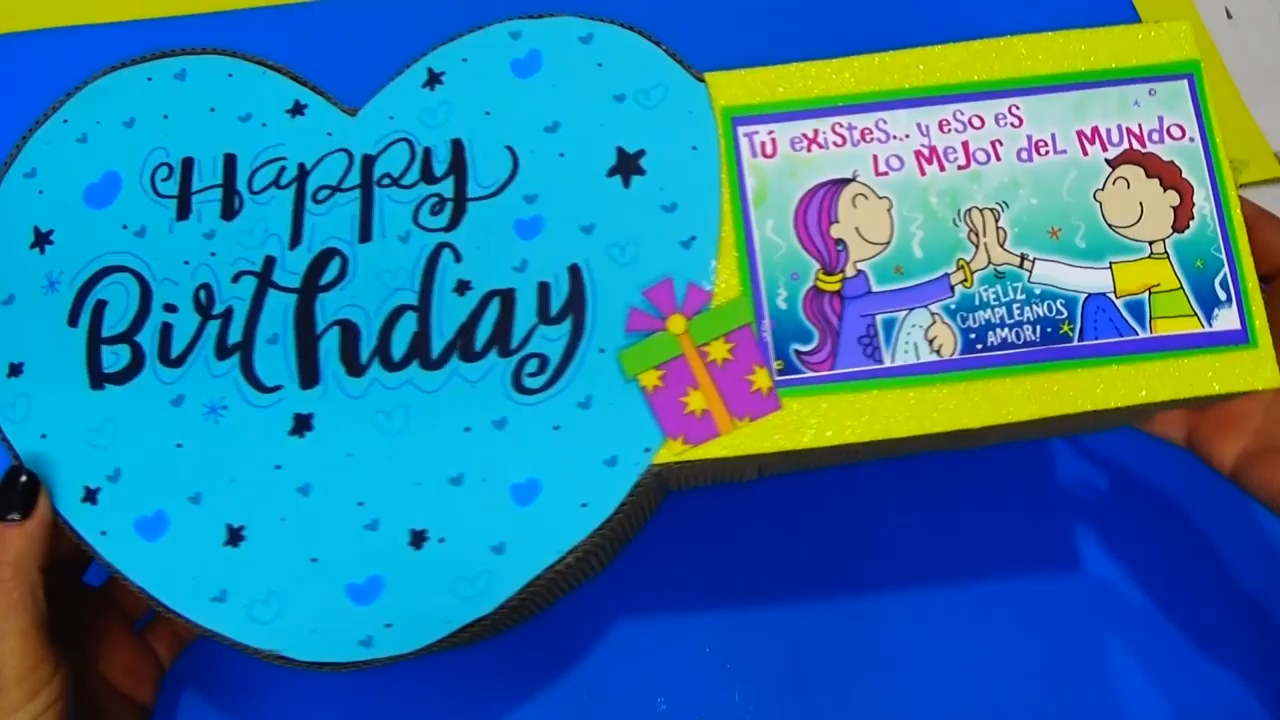 Happy
Birthday
TÚ eXiSteS... y eSo eS
Lo MeJor deL MUNdo.
¡FELiZ
CUMPLEAÑOS
AMOR!